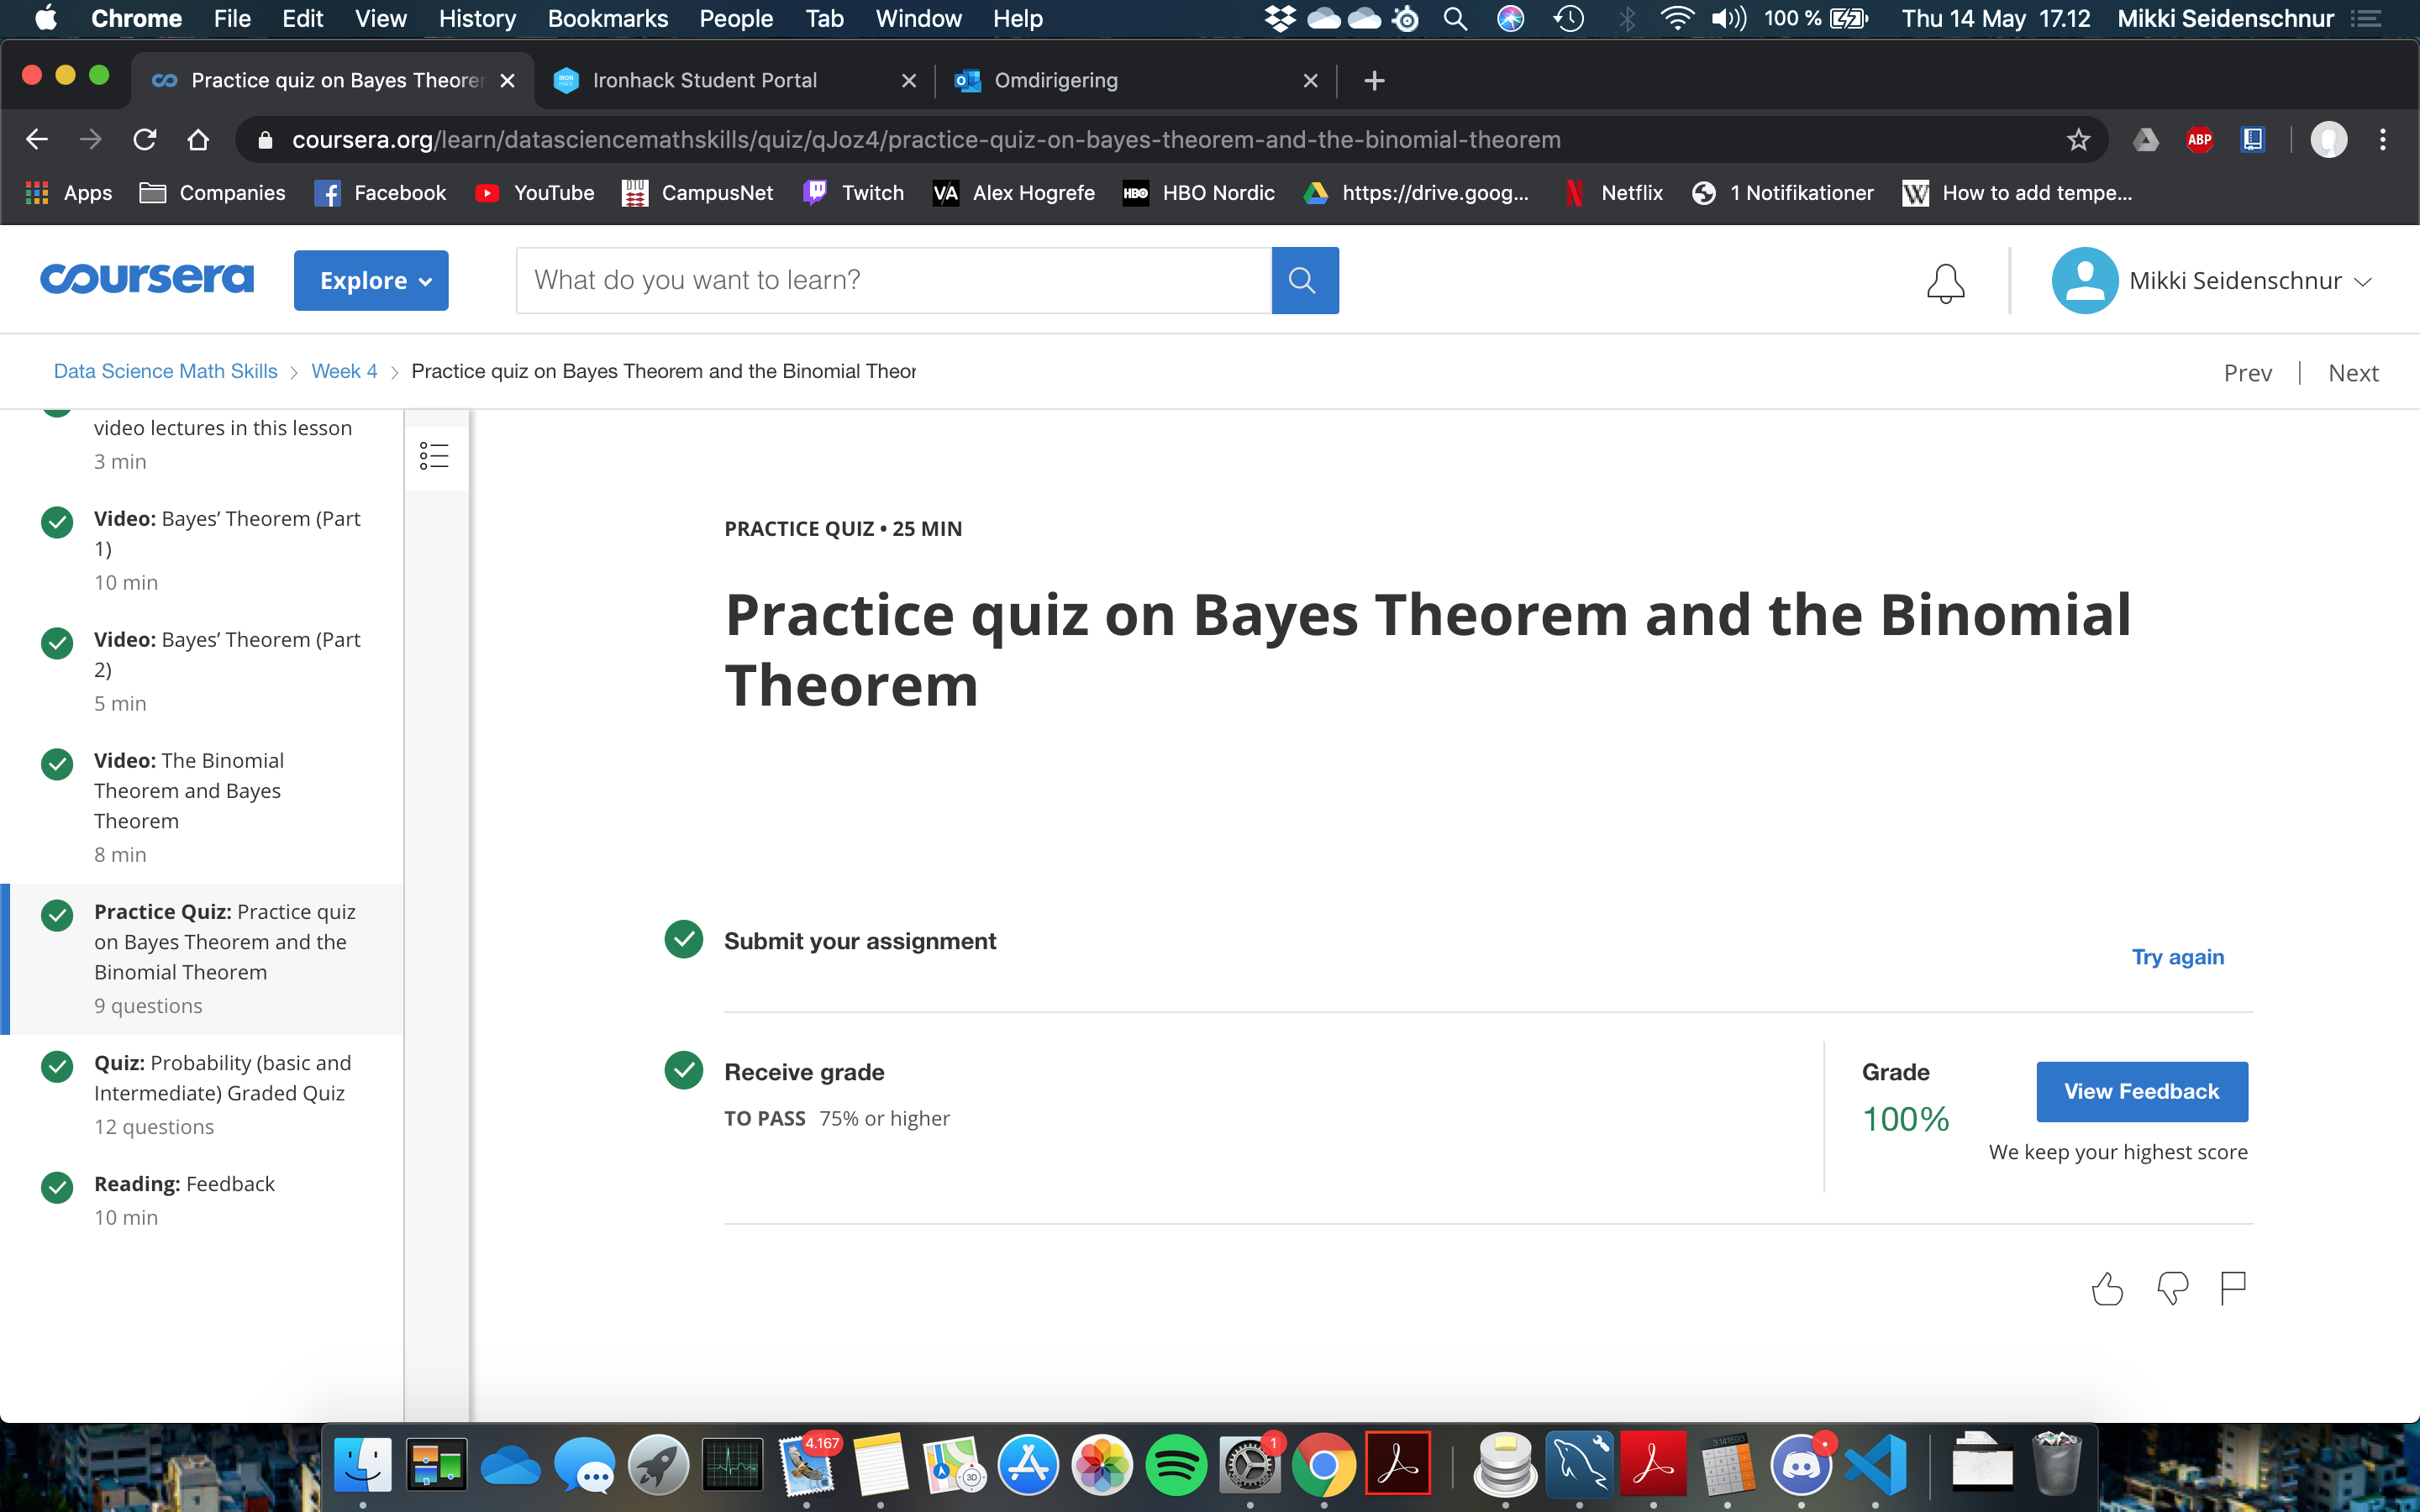 Chrome File Edit View History Bookmarks People Tab Window Help 100 % Thu 14 May 17.12 Mikki Seidenschnur
Practice quiz on Bayes Theorem Ironhack Student Portal Omdirigering
coursera.org/learn/datasciencemathskills/quiz/qJoz4/practice-quiz-on-bayes-theorem-and-the-binomial-theorem ABP
Apps Companies Facebook YouTube CampusNet Twitch VA Alex Hogrefe HBO HBO Nordic https://drive.goog... Netflix 1 Notifikationer W How to add tempe...
coursera Explore What do you want to learn? Mikki Seidenschnur
Data Science Math Skills Week 4 Practice quiz on Bayes Theorem and the Binomial Theor Prev Next
video lectures in this lesson
3 min
Video: Bayes’ Theorem (Part
1)
10 min
Video: Bayes’ Theorem (Part
2)
5 min
Video: The Binomial
Theorem and Bayes
Theorem
8 min
Practice Quiz: Practice quiz
on Bayes Theorem and the
Binomial Theorem
9 questions
Quiz: Probability (basic and
Intermediate) Graded Quiz
12 questions
Reading: Feedback
10 min
PRACTICE QUIZ • 25 MIN
Practice quiz on Bayes Theorem and the Binomial
Theorem
Submit your assignment
Try again
Receive grade
TO PASS 75% or higher
Grade
100%
View Feedback
We keep your highest score
4.167 3D 1